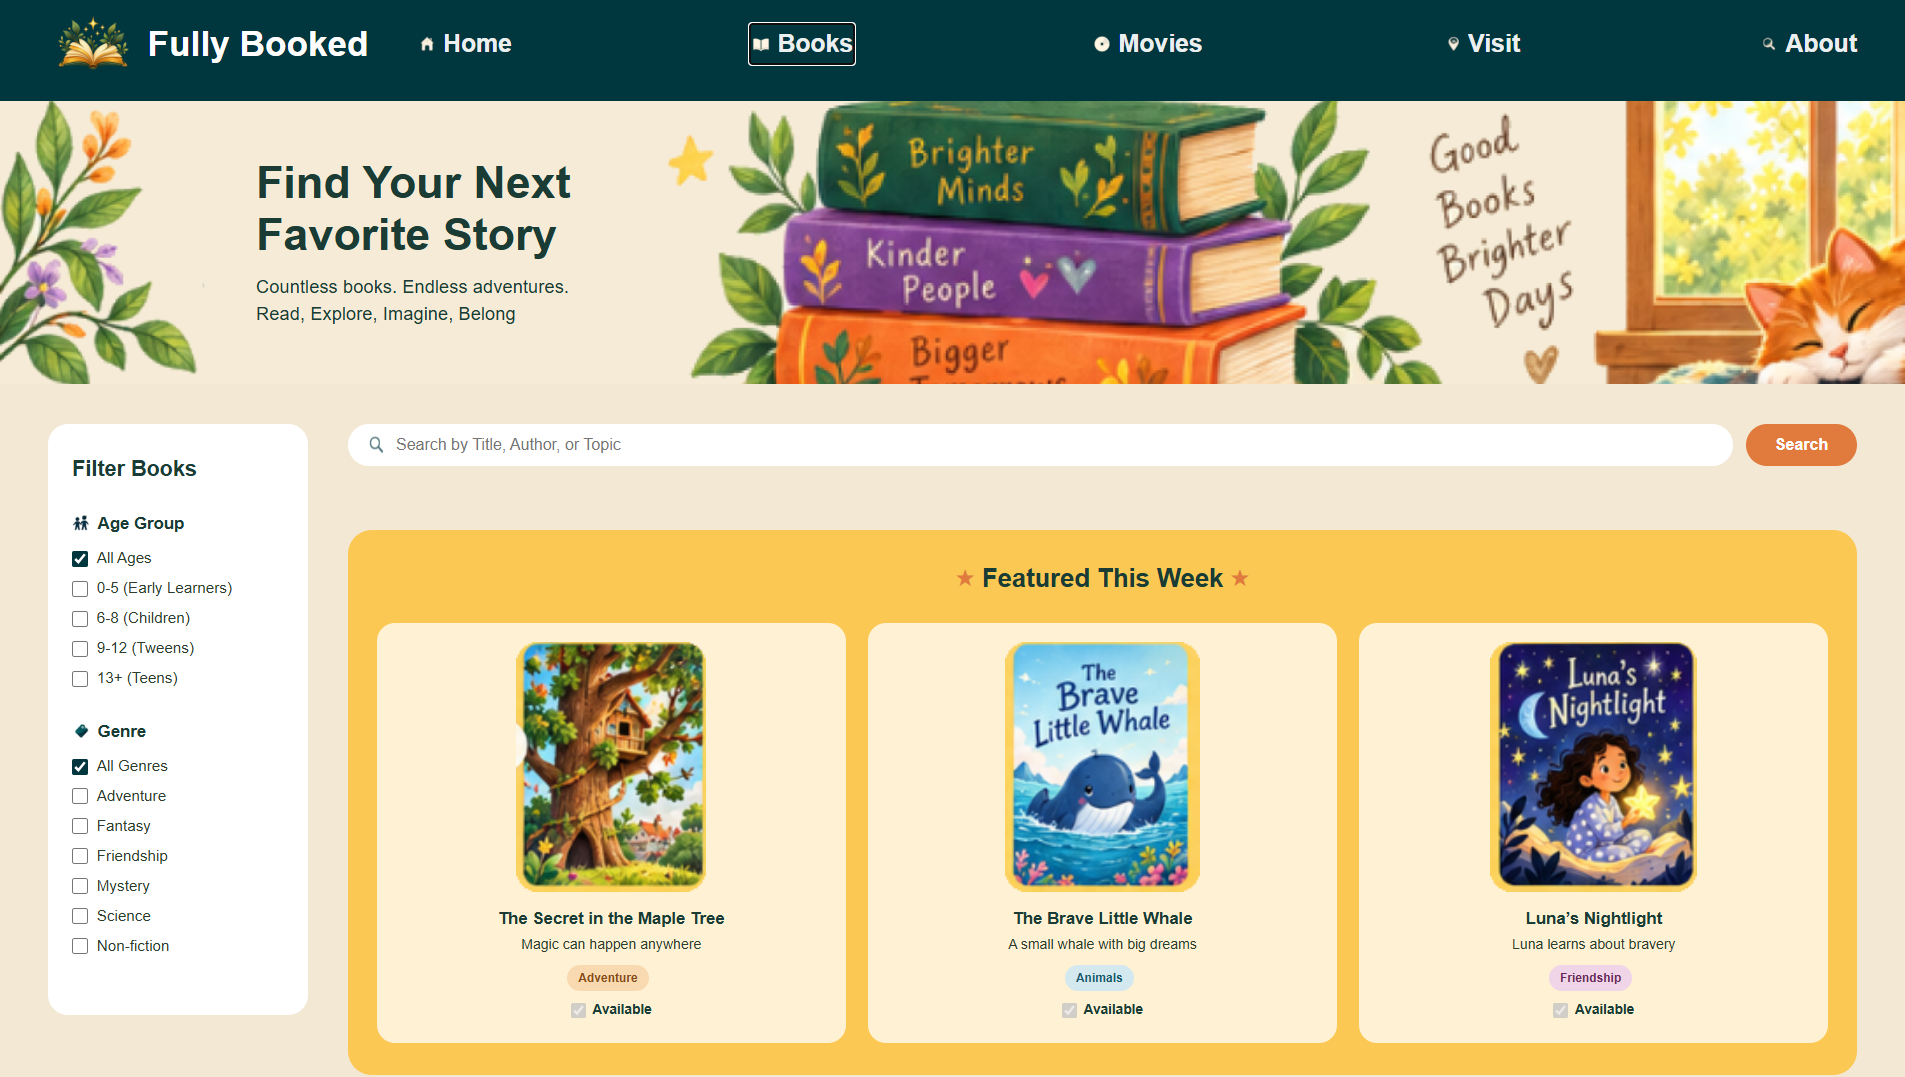 Fully Booked
Home
Books
Movies
Visit
About
Find Your Next
Favorite Story
Countless books. Endless adventures.
Read, Explore, Imagine, Belong
Brighter
Minds
Kinder
People
Bigger
Good
Books
Brighter
Days
Filter Books
Age Group
All Ages
0-5 (Early Learners)
6-8 (Children)
9-12 (Tweens)
13+ (Teens)
Genre
All Genres
Adventure
Fantasy
Friendship
Mystery
Science
Non-fiction
Search by Title, Author, or Topic
Search
★ Featured This Week ★
The Secret in the Maple Tree
Magic can happen anywhere
Adventure
Available
The
Brave
Little Whale
The Brave Little Whale
A small whale with big dreams
Animals
Available
Luna's
Nightlight
Luna’s Nightlight
Luna learns about bravery
Friendship
Available